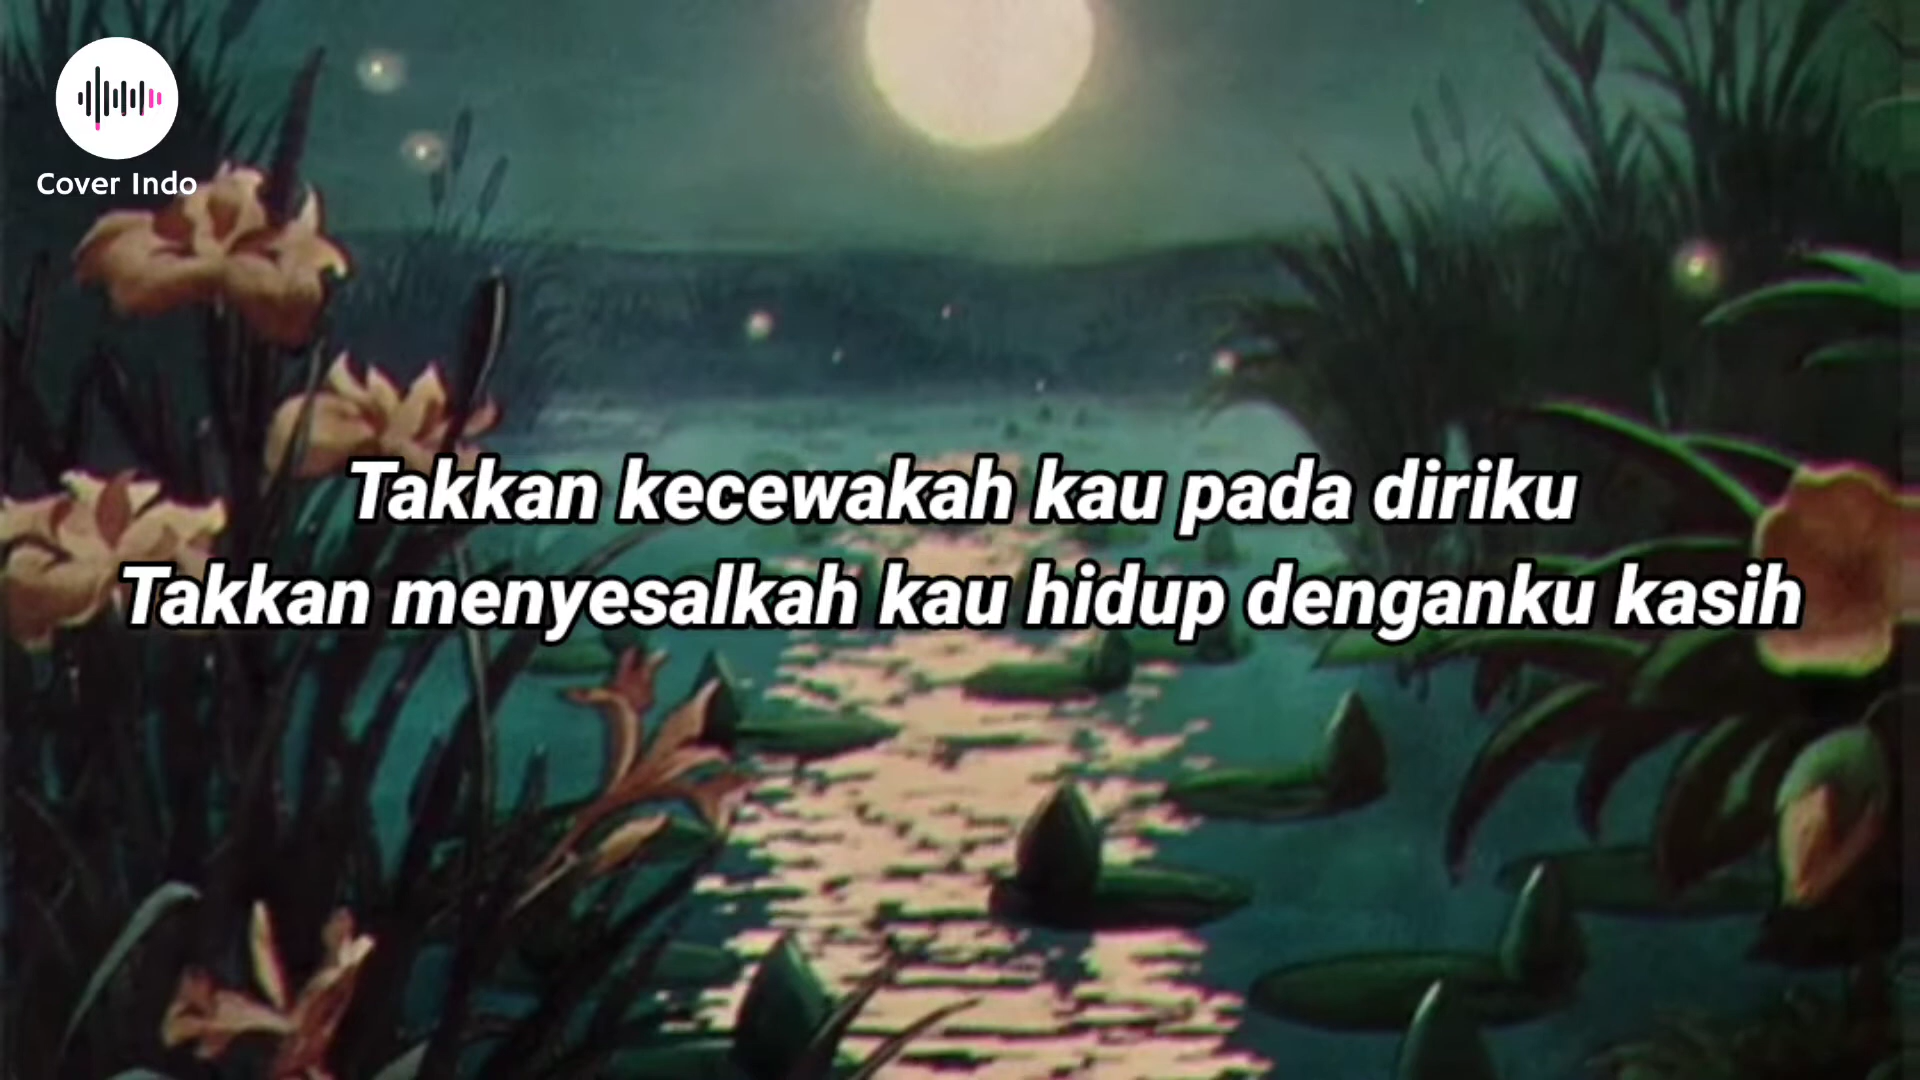 Cover Indo
Takkan kecewakah kau pada diriku
Takkan menyesalkah kau hidup denganku kasih